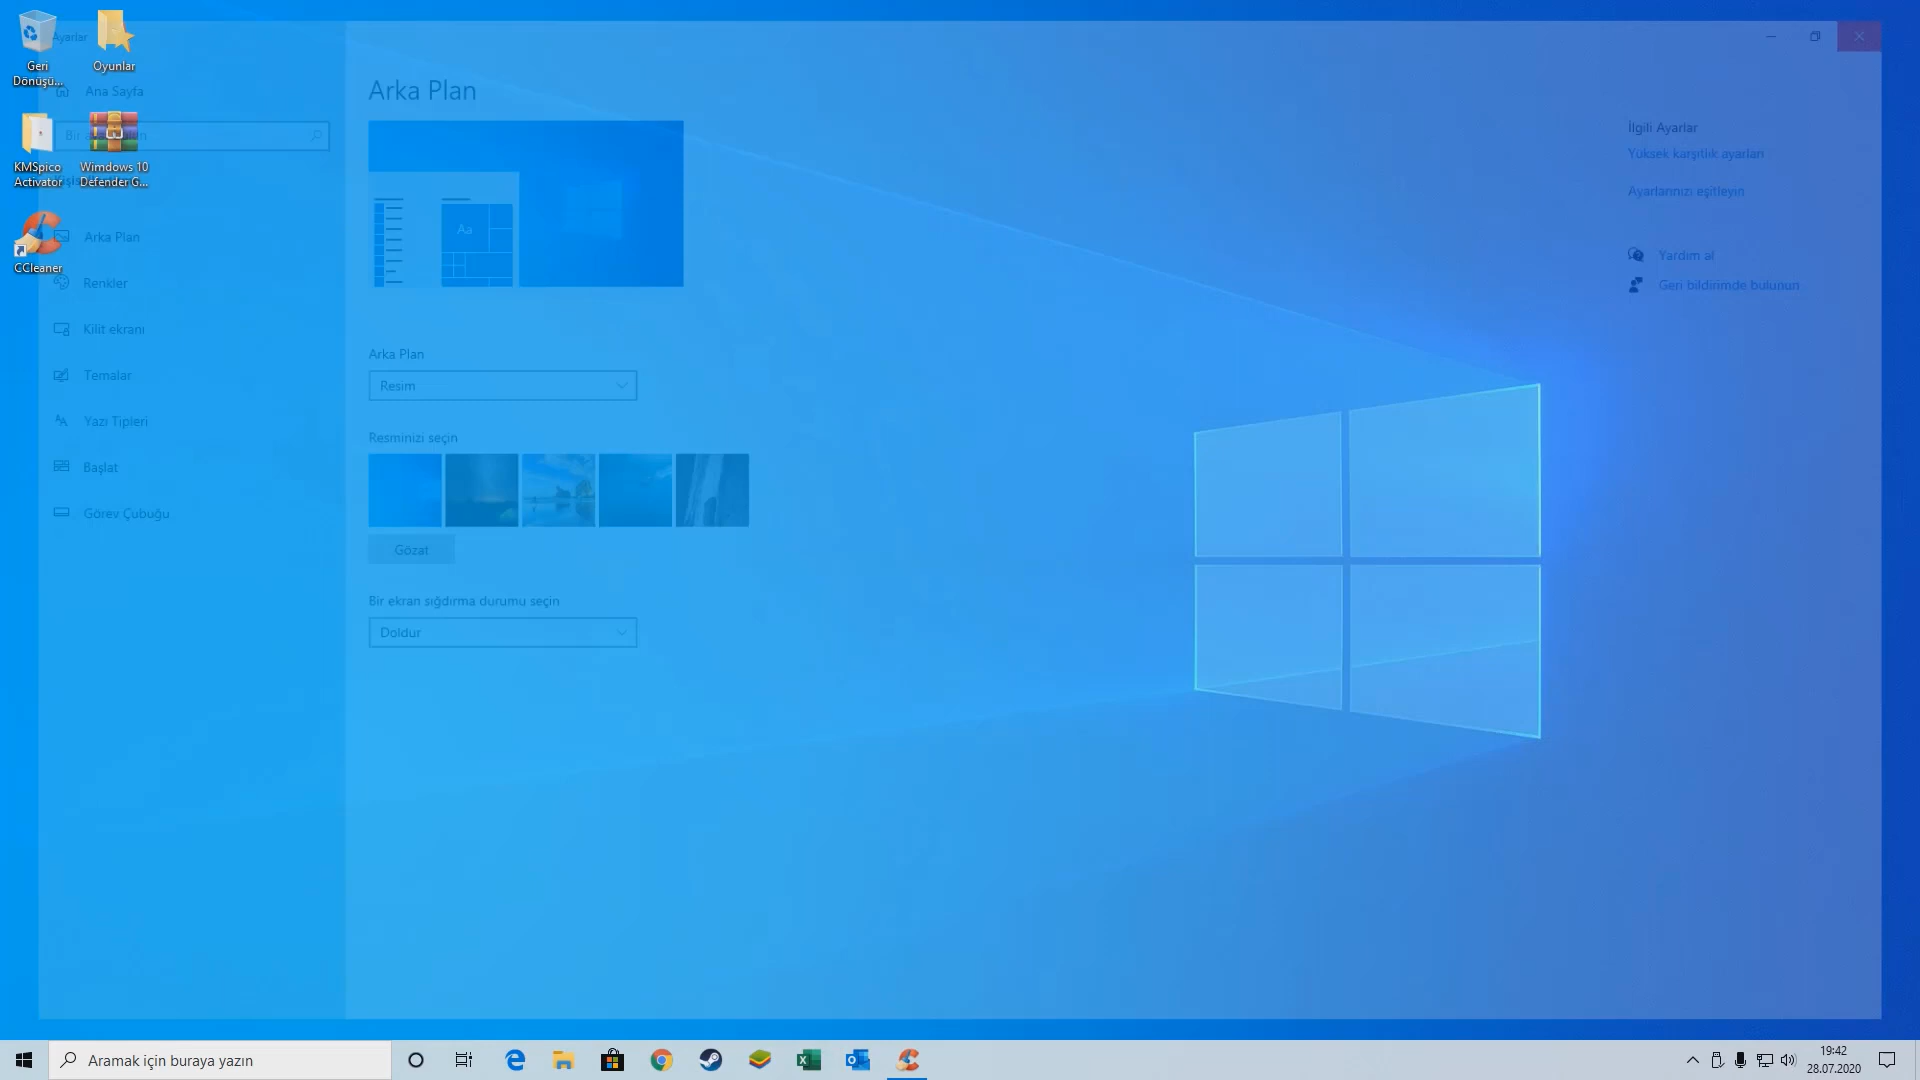 Geri
Dönüşü...
Oyunlar
KMSpico
Activator
Wimdows 10
Defender G...
CCleaner
Ayarlar
Ana Sayfa
Bir
Arka Plan
Renkler
Kilit ekranı
Temalar
Yazı Tipleri
Başlat
Görev Çubuğu
Arka Plan
Aa
Arka Plan
Resim
Resminizi seçin
Gözat
Bir ekran sığdırma durumu seçin
Doldur
İlgili Ayarlar
Yüksek karşıtlık ayarları
Ayarlarınızı eşitleyin
Yardım al
Geri bildirimde bulunun
Aramak için buraya yazın
19:42
28.07.2020